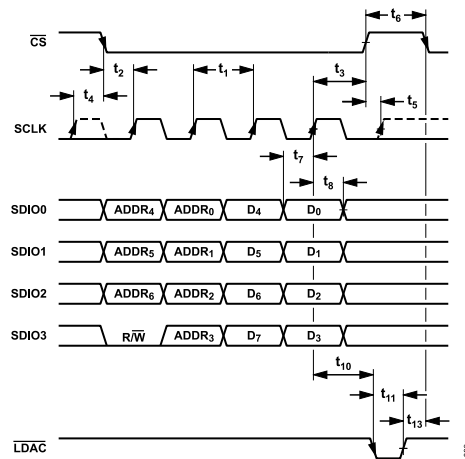 t6
CS
t2
t1
t3
t4
t5
SCLK
t7
t8
SDIO0
ADDR4
ADDR0
D4
D0
SDIO1
ADDR5
ADDR1
D5
D1
SDIO2
ADDR6
ADDR2
D6
D2
SDIO3
R/W
ADDR3
D7
D3
t10
t11
t13
LDAC